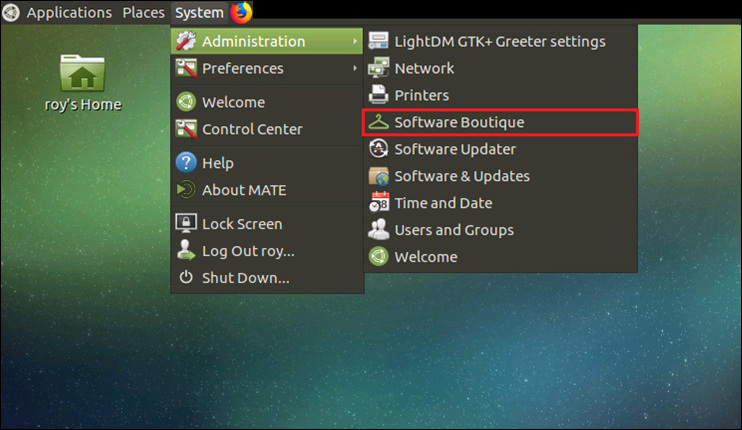 Applications Places System
Administration
Preferences
Welcome
Control Center
Help
About MATE
Lock Screen
Log Out roy...
Shut Down...
LightDM GTK+ Greeter settings
Network
Printers
Software Boutique
Software Updater
Software & Updates
Time and Date
Users and Groups
Welcome
roy's Home